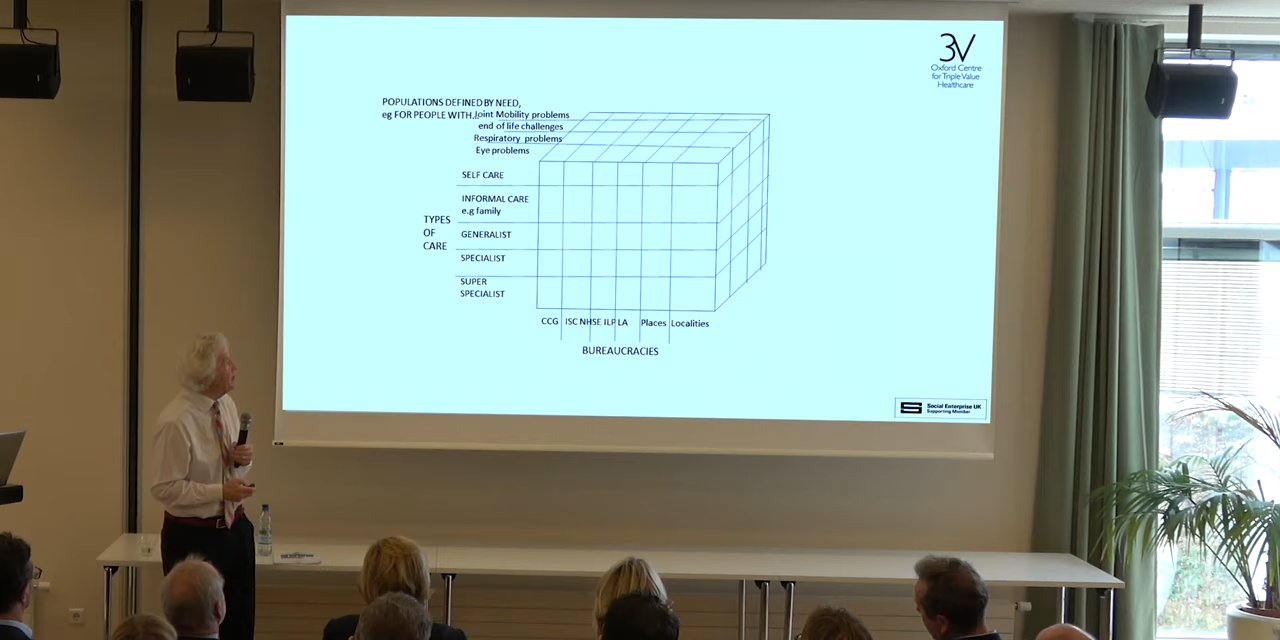 3V
Oxford Centre
for Triple Value
Healthcare
POPULATIONS DEFINED BY NEED,
eg FOR PEOPLE WITH..Joint Mobility problems
end of life challenges
Respiratory problems
Eye problems
SELF CARE
INFORMAL CARE
e.g family
TYPES
OF
CARE
GENERALIST
SPECIALIST
SUPER
SPECIALIST
CCG ISC NHSE ILP LA Places Localities
BUREAUCRACIES
Social Enterprise UK
Supporting Member